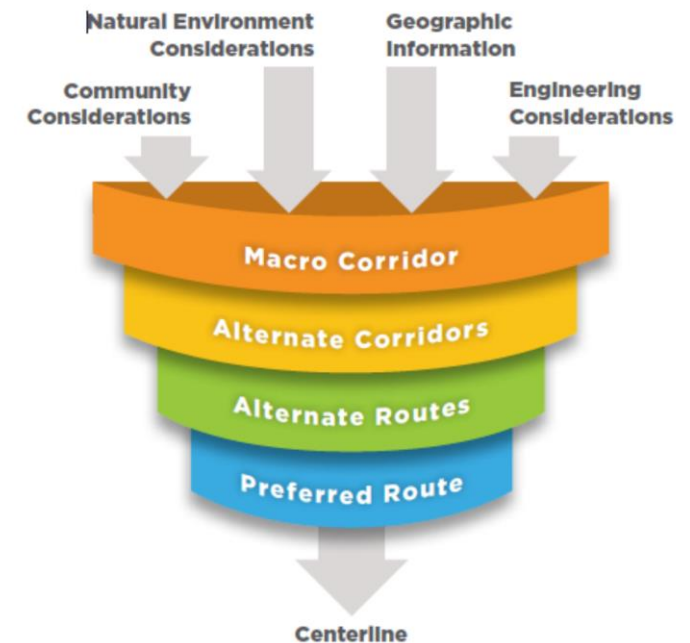 Natural Environment
Considerations
Geographic
Information
Community
Considerations
Engineering
Considerations
Macro Corridor
Alternate Corridors
Alternate Routes
Preferred Route
Centerline